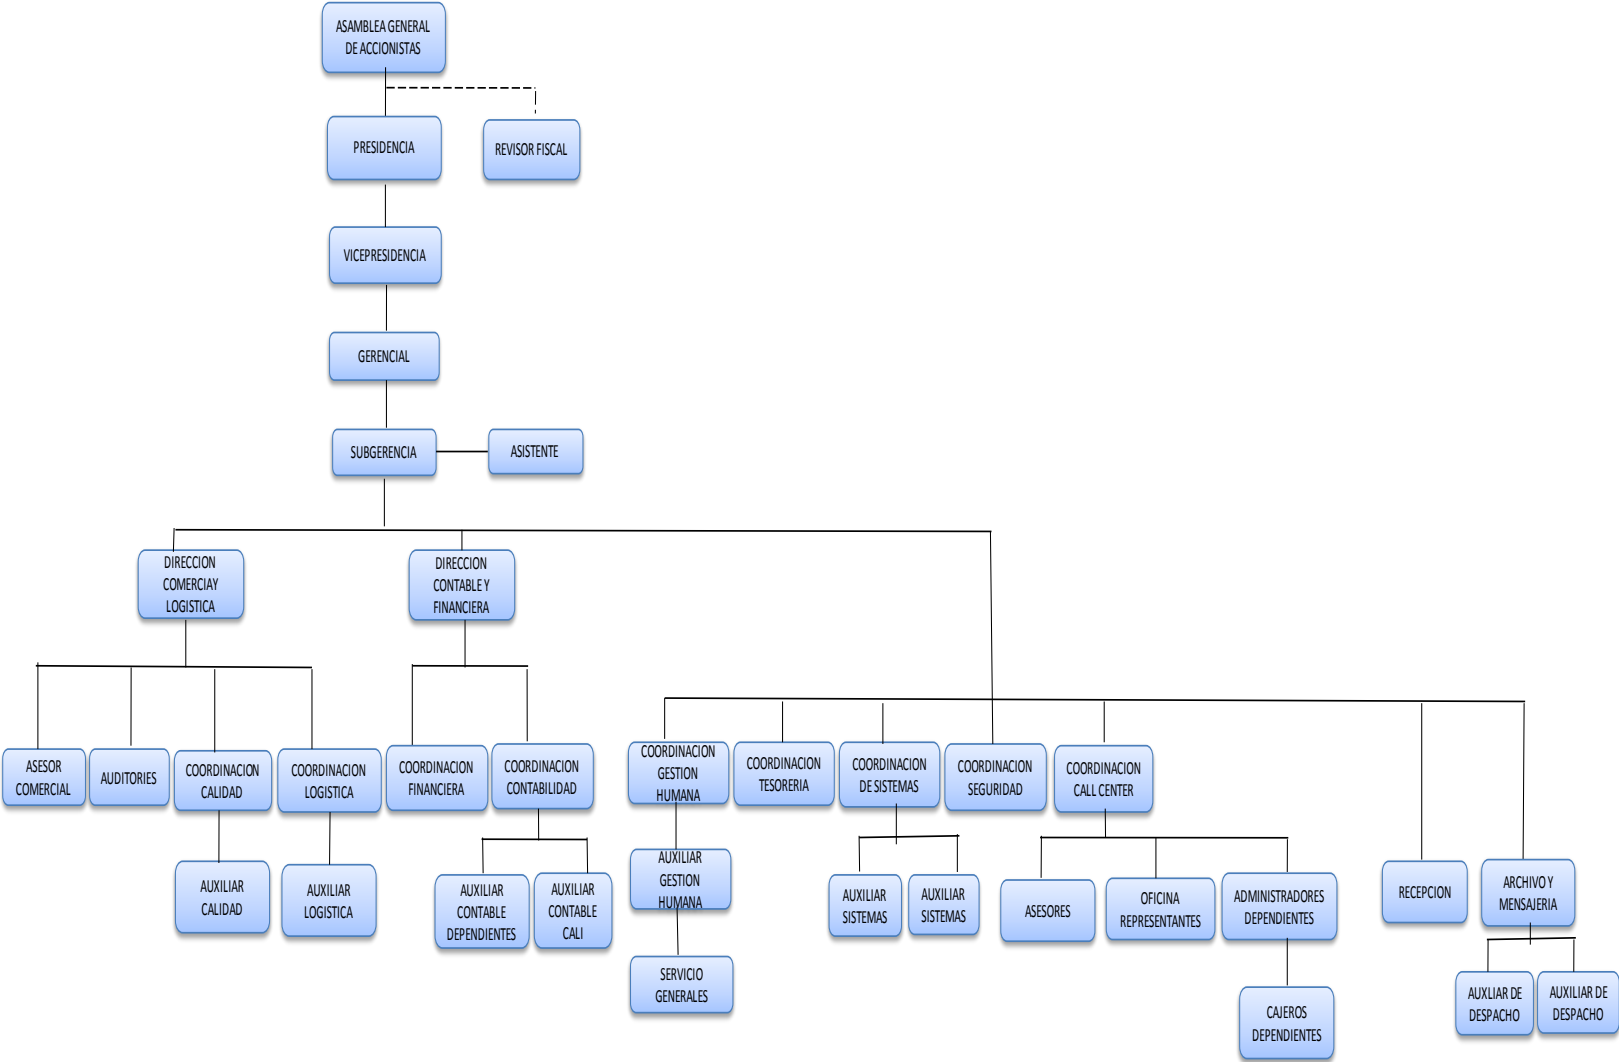 ASAMBLEA GENERAL
DE ACCIONISTAS
PRESIDENCIA
REVISOR FISCAL
VICEPRESIDENCIA
GERENCIAL
SUBGERENCIA
ASISTENTE
DIRECCION
COMERCIAY
LOGISTICA
DIRECCION
CONTABLE Y
FINANCIERA
ASESOR
COMERCIAL
AUDITORIES
COORDINACION
CALIDAD
COORDINACION
LOGISTICA
COORDINACION
FINANCIERA
COORDINACION
CONTABILIDAD
COORDINACION
GESTION
HUMANA
COORDINACION
TESORERIA
COORDINACION
DE SISTEMAS
COORDINACION
SEGURIDAD
COORDINACION
CALL CENTER
AUXILIAR
CALIDAD
AUXILIAR
LOGISTICA
AUXILIAR
CONTABLE
DEPENDIENTES
AUXILIAR
CONTABLE
CALI
AUXILIAR
GESTION
HUMANA
AUXILIAR
SISTEMAS
AUXILIAR
SISTEMAS
ASESORES
OFICINA
REPRESENTANTES
ADMINISTRADORES
DEPENDIENTES
RECEPCION
ARCHIVO Y
MENSAJERIA
SERVICIO
GENERALES
CAJEROS
DEPENDIENTES
AUXLIAR DE
DESPACHO
AUXILIAR DE
DESPACHO